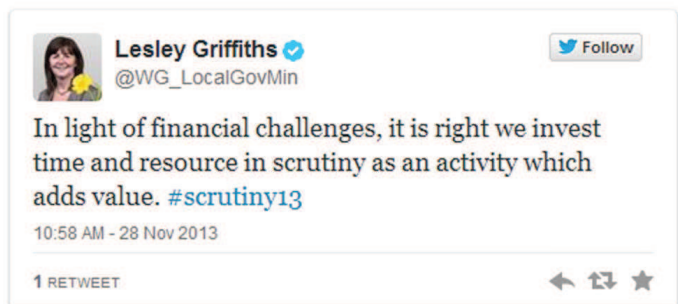 Lesley Griffiths
Follow
@WG_LocalGovMin
In light of financial challenges, it is right we invest
time and resource in scrutiny as an activity which
adds value. #scrutiny13
10:58 AM - 28 Nov 2013
1 RETWEET